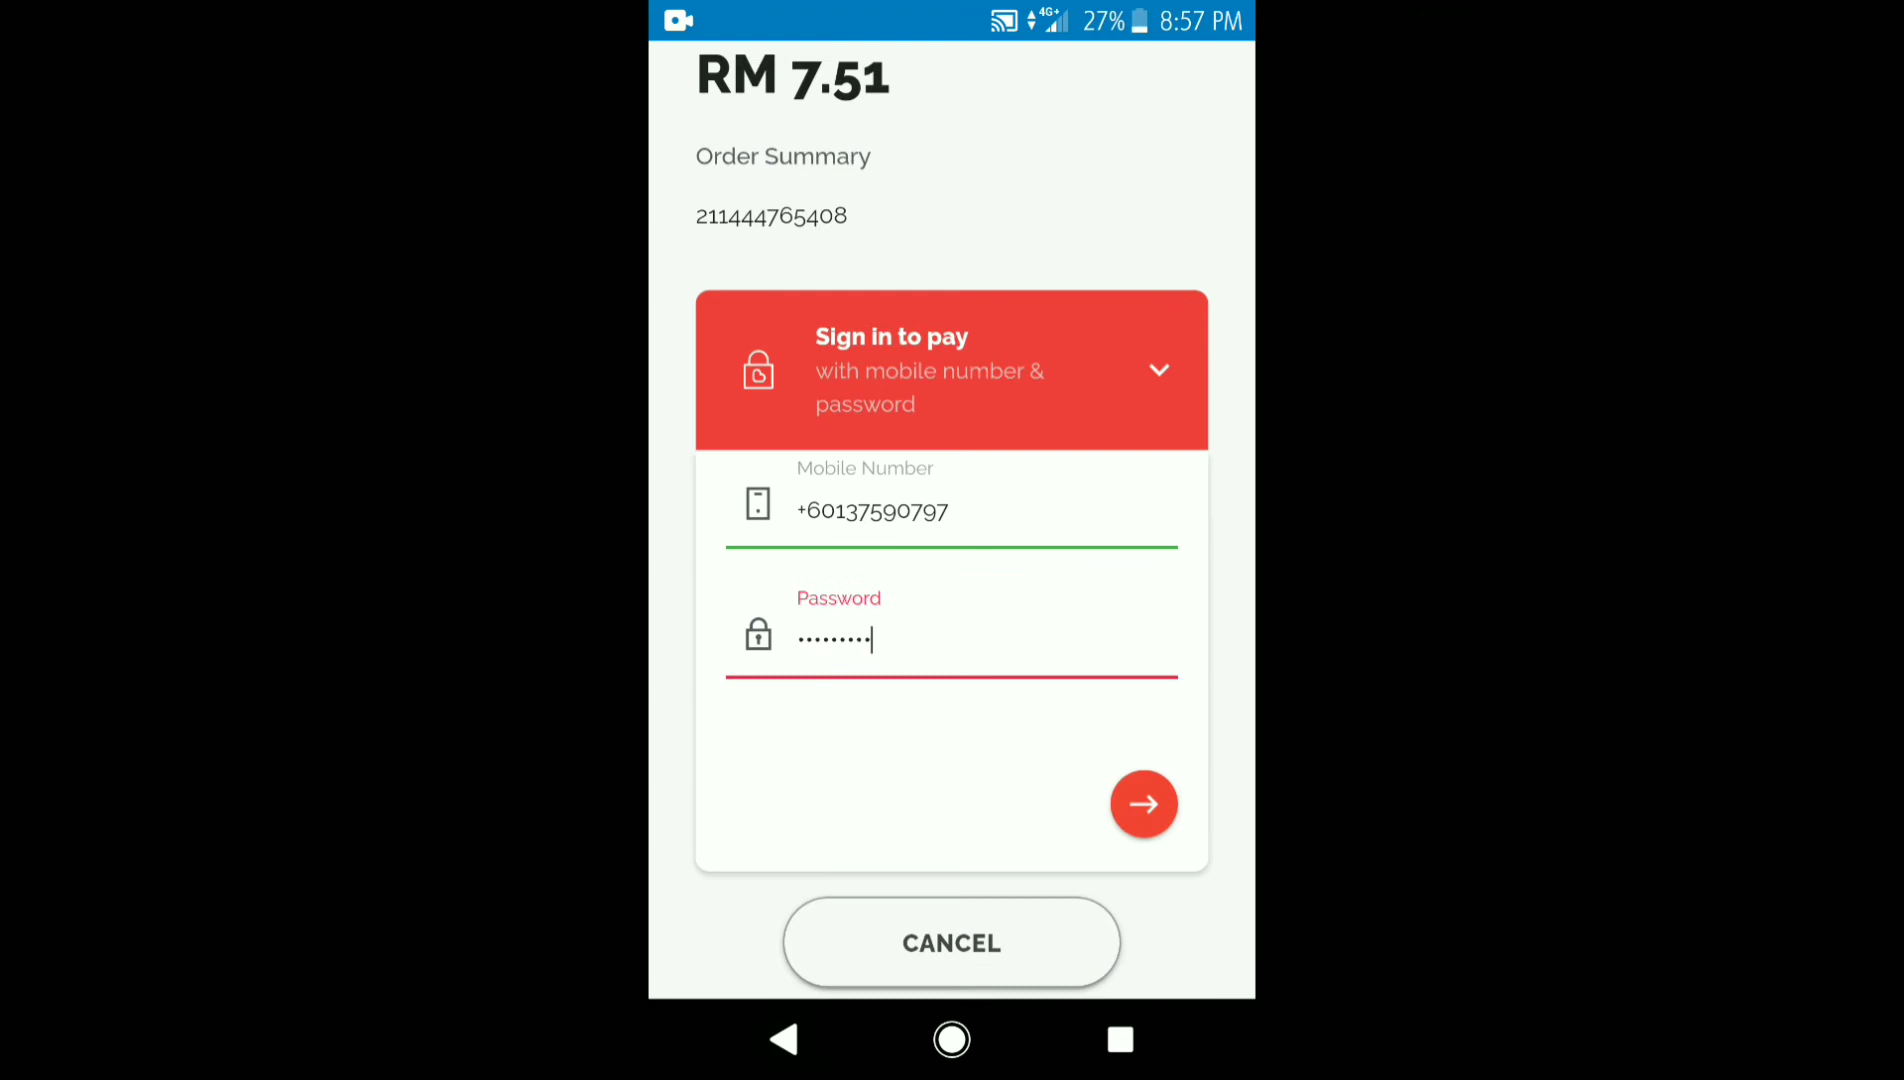 4G+ 27% 8:57 PM
RM 7.51
Order Summary
211444765408
Sign in to pay
with mobile number &
password
Mobile Number
+60137590797
Password
•••••••••
CANCEL